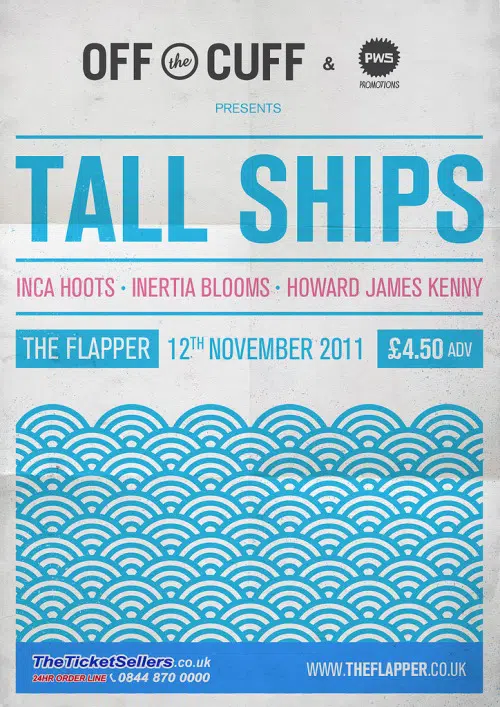 OFF the CUFF & PWS PROMOTIONS
PRESENTS
TALL SHIPS
INCA HOOTS • INERTIA BLOOMS • HOWARD JAMES KENNY
THE FLAPPER 12TH NOVEMBER 2011 £4.50 ADV
TheTicketSellers.co.uk
24HR ORDER LINE 0844 870 0000
WWW.THEFLAPPER.CO.UK